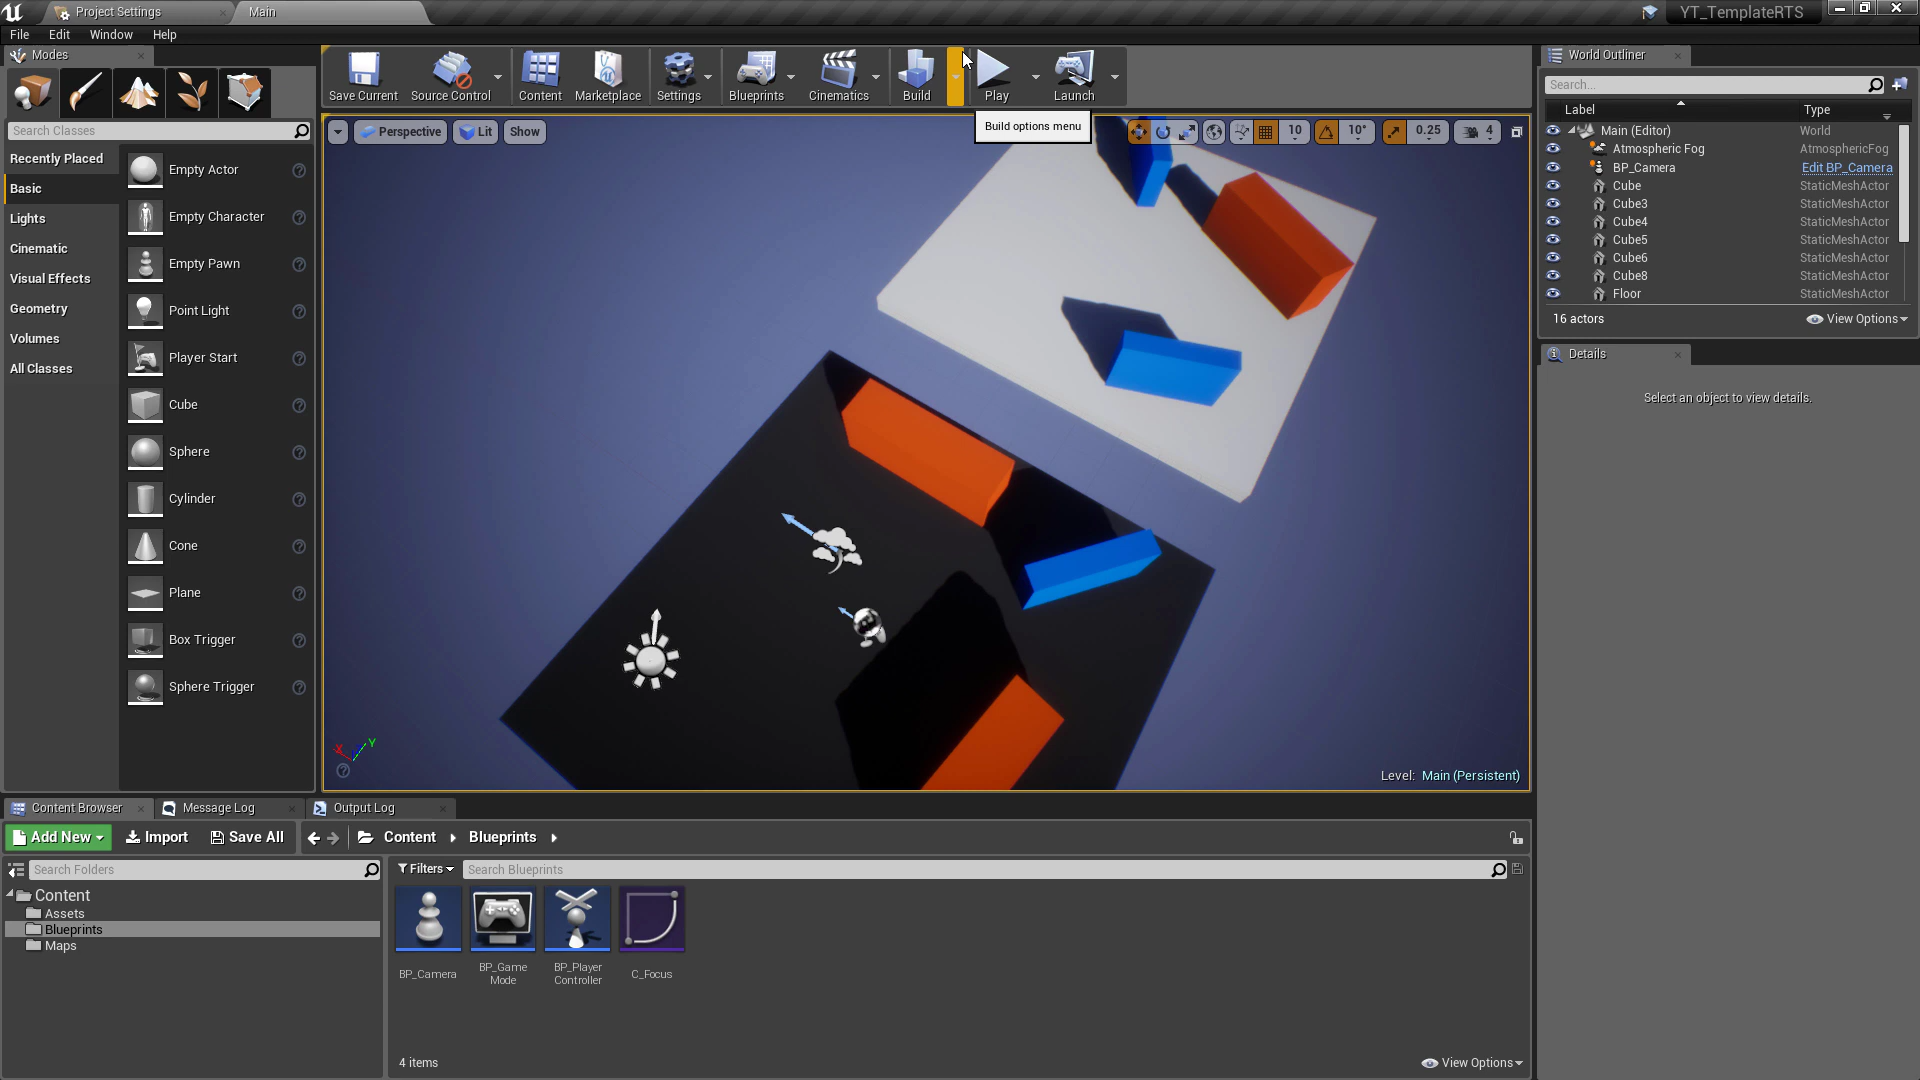 Project Settings
Main
YT_TemplateRTS
File
Edit
Window
Help
Modes
Search Classes
Recently Placed
Basic
Lights
Cinematic
Visual Effects
Geometry
Volumes
All Classes
Empty Actor
Empty Character
Empty Pawn
Point Light
Player Start
Cube
Sphere
Cylinder
Cone
Plane
Box Trigger
Sphere Trigger
Save Current
Source Control
Content
Marketplace
Settings
Blueprints
Cinematics
Build
Play
Launch
Build options menu
Perspective
Lit
Show
10
10°
0.25
4
X
Y
Level: Main (Persistent)
World Outliner
Search...
Label
Type
Main (Editor) World
Atmospheric Fog AtmosphericFog
BP_Camera Edit BP_Camera
Cube StaticMeshActor
Cube3 StaticMeshActor
Cube4 StaticMeshActor
Cube5 StaticMeshActor
Cube6 StaticMeshActor
Cube8 StaticMeshActor
Floor StaticMeshActor
16 actors
View Options
Details
Select an object to view details.
Content Browser
Message Log
Output Log
Add New
Import
Save All
Content
Blueprints
Search Folders
Filters
Search Blueprints
Content
Assets
Blueprints
Maps
BP_Camera
BP_Game
Mode
BP_Player
Controller
C_Focus
4 items
View Options